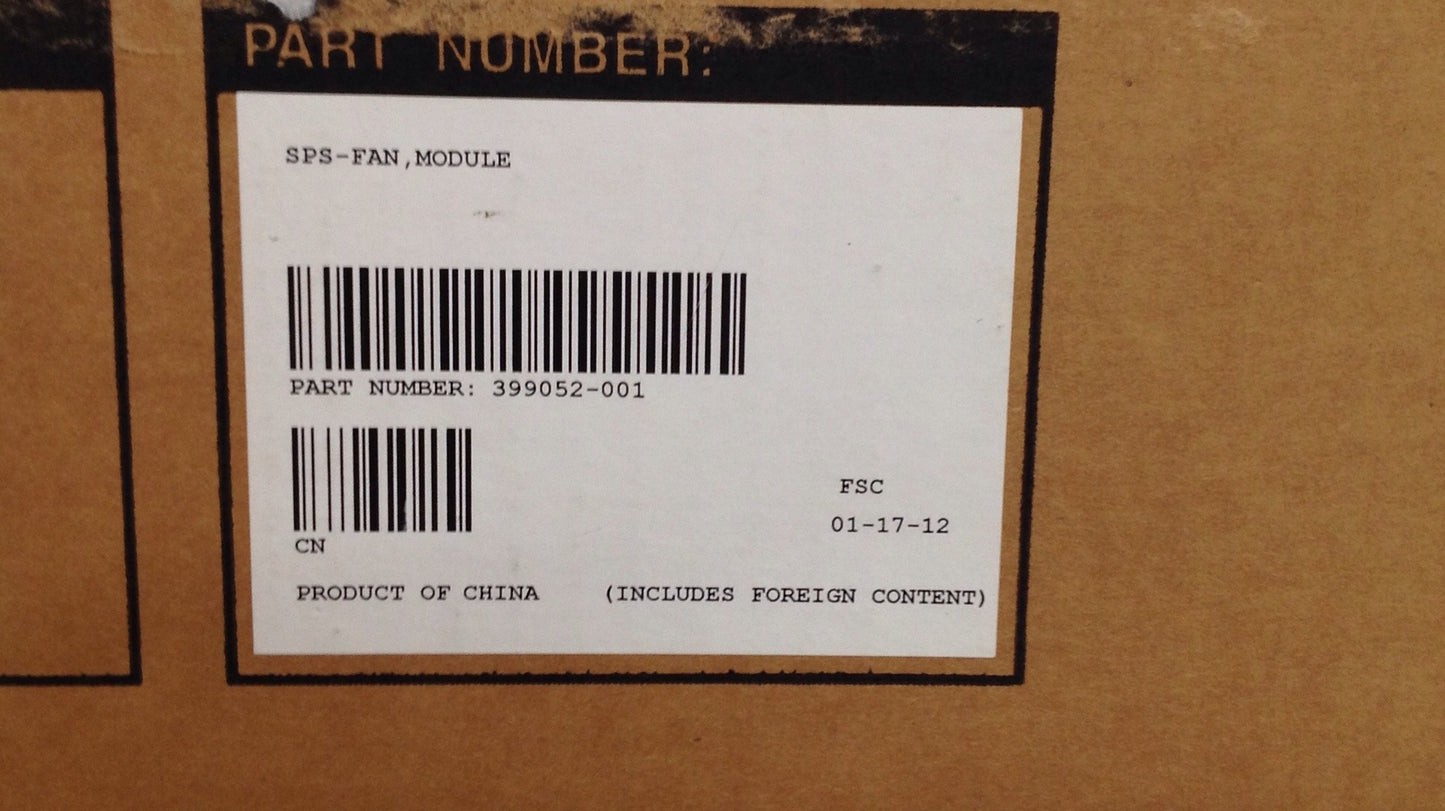 PART NUMBER:
SPS-FAN,MODULE
PART NUMBER: 399052-001
CN
FSC
01-17-12
PRODUCT OF CHINA (INCLUDES FOREIGN CONTENT)